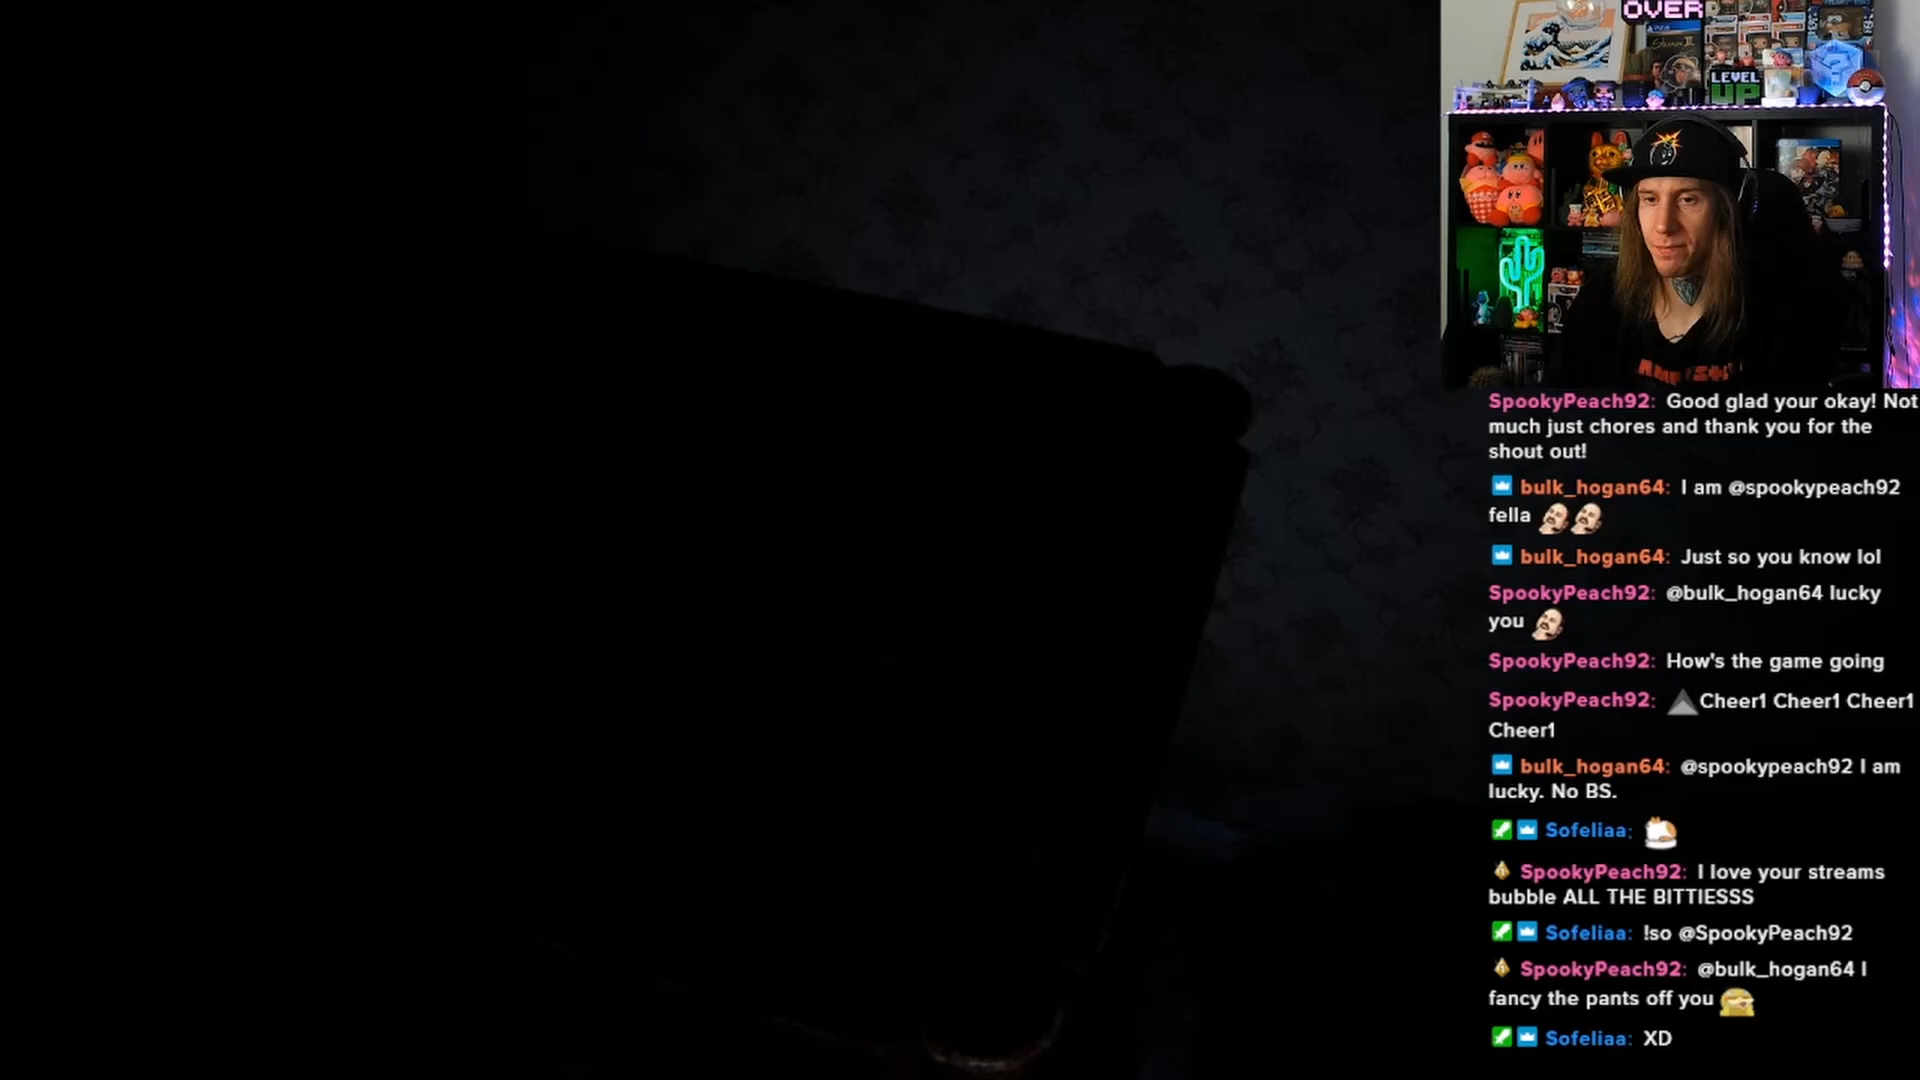 OVER
LEVEL
UP
SpookyPeach92: Good glad your okay! Not
much just chores and thank you for the
shout out!
bulk_hogan64: I am @spookypeach92
fella
bulk_hogan64: Just so you know lol
SpookyPeach92: @bulk_hogan64 lucky
you
SpookyPeach92: How's the game going
SpookyPeach92: Cheer1 Cheer1 Cheer1
Cheer1
bulk_hogan64: @spookypeach92 I am
lucky. No BS.
Sofeliaa:
SpookyPeach92: I love your streams
bubble ALL THE BITTIESSS
Sofeliaa: !so @SpookyPeach92
SpookyPeach92: @bulk_hogan64 I
fancy the pants off you
Sofeliaa: XD